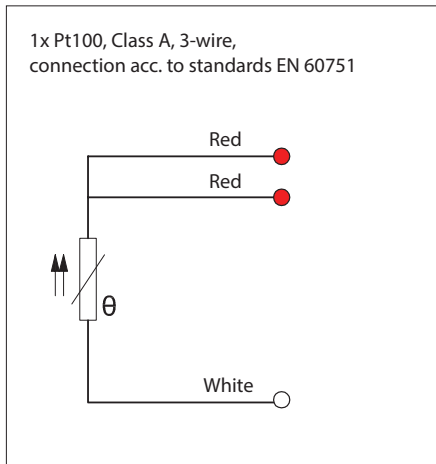 1x Pt100, Class A, 3-wire,
connection acc. to standards EN 60751
Red
Red
θ
White